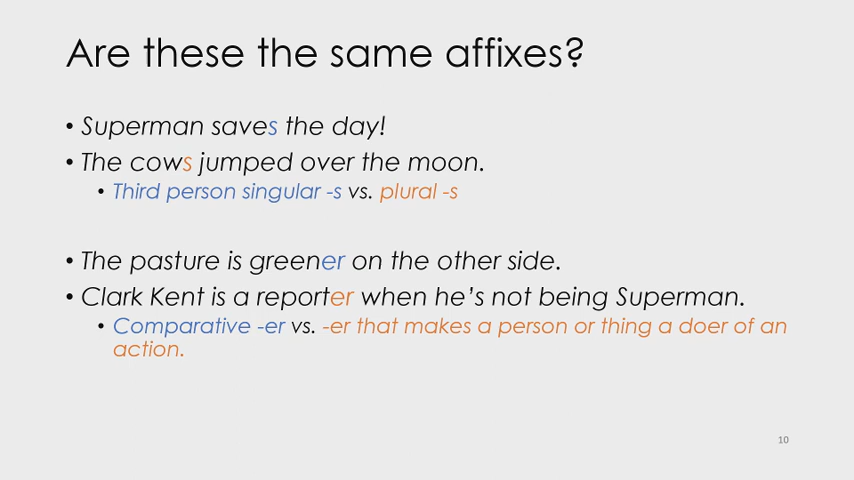 Are these the same affixes?
• Superman saves the day!
• The cows jumped over the moon.
• Third person singular -s vs. plural -s
• The pasture is greener on the other side.
• Clark Kent is a reporter when he’s not being Superman.
• Comparative -er vs. -er that makes a person or thing a doer of an
action.
10